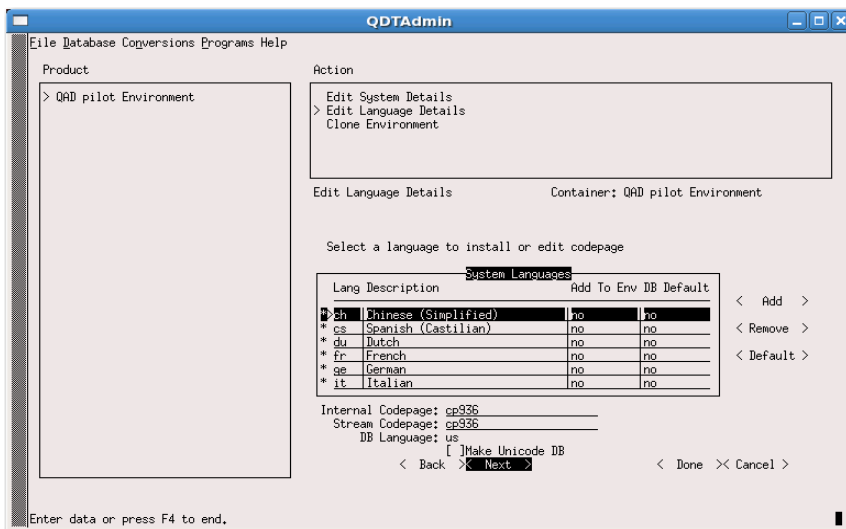 QDTAdmin
File Database Conversions Programs Help
Product
> QAD pilot Environment
Action
Edit System Details
> Edit Language Details
Clone Environment
Edit Language Details Container: QAD pilot Environment
Select a language to install or edit codepage
System Languages
Lang Description Add To Env DB Default
*>ch Chinese (Simplified) no no
* cs Spanish (Castilian) no no
* du Dutch no no
* fr French no no
* ge German no no
* it Italian no no
< Add >
< Remove >
< Default >
Internal Codepage: cp936
Stream Codepage: cp936
DB Language: us
[ ]Make Unicode DB
< Back >< Next > < Done >< Cancel >
Enter data or press F4 to end.